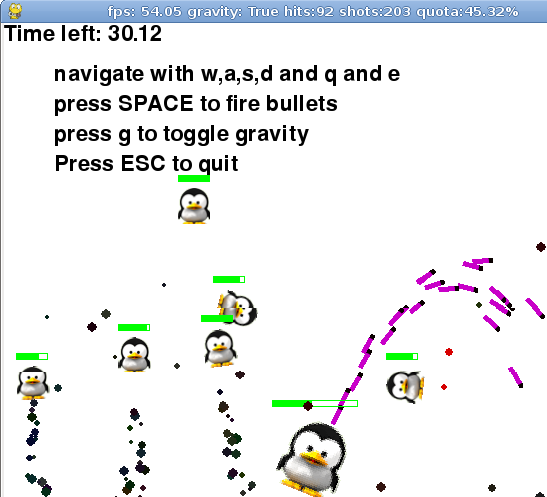 fps: 54.05 gravity: True hits:92 shots:203 quota:45.32%
Time left: 30.12
navigate with w,a,s,d and q and e
press SPACE to fire bullets
press g to toggle gravity
Press ESC to quit